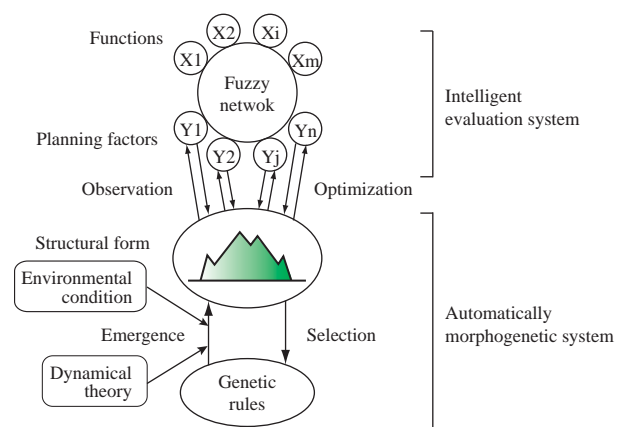 Functions
X1
X2
Xi
Xm
Fuzzy
netwok
Planning factors
Y1
Y2
Yj
Yn
Intelligent
evaluation system
Observation
Optimization
Structural form
Environmental
condition
Emergence
Selection
Automatically
morphogenetic system
Dynamical
theory
Genetic
rules